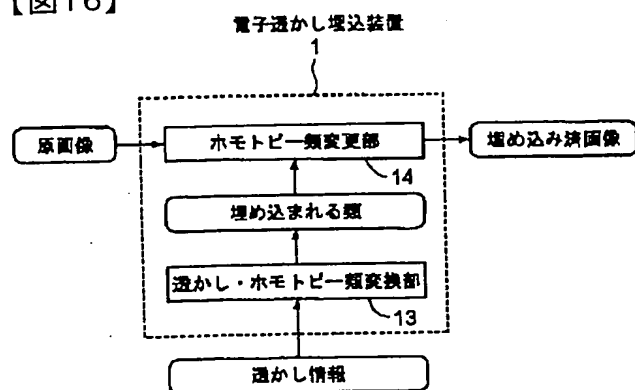 【図16】
電子透かし埋込装置
1
原画像
ホモトピー類変更部
埋め込み済画像
14
埋め込まれる類
透かし・ホモトピー類変換部
13
透かし情報